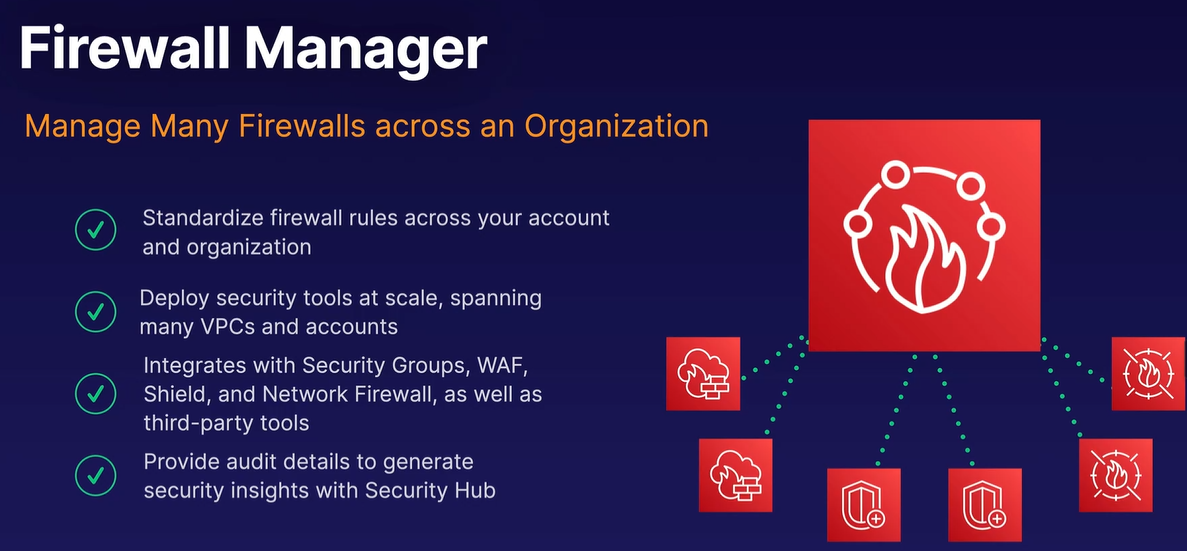 Firewall Manager
Manage Many Firewalls across an Organization
Standardize firewall rules across your account
and organization
Deploy security tools at scale, spanning
many VPCs and accounts
Integrates with Security Groups, WAF,
Shield, and Network Firewall, as well as
third-party tools
Provide audit details to generate
security insights with Security Hub